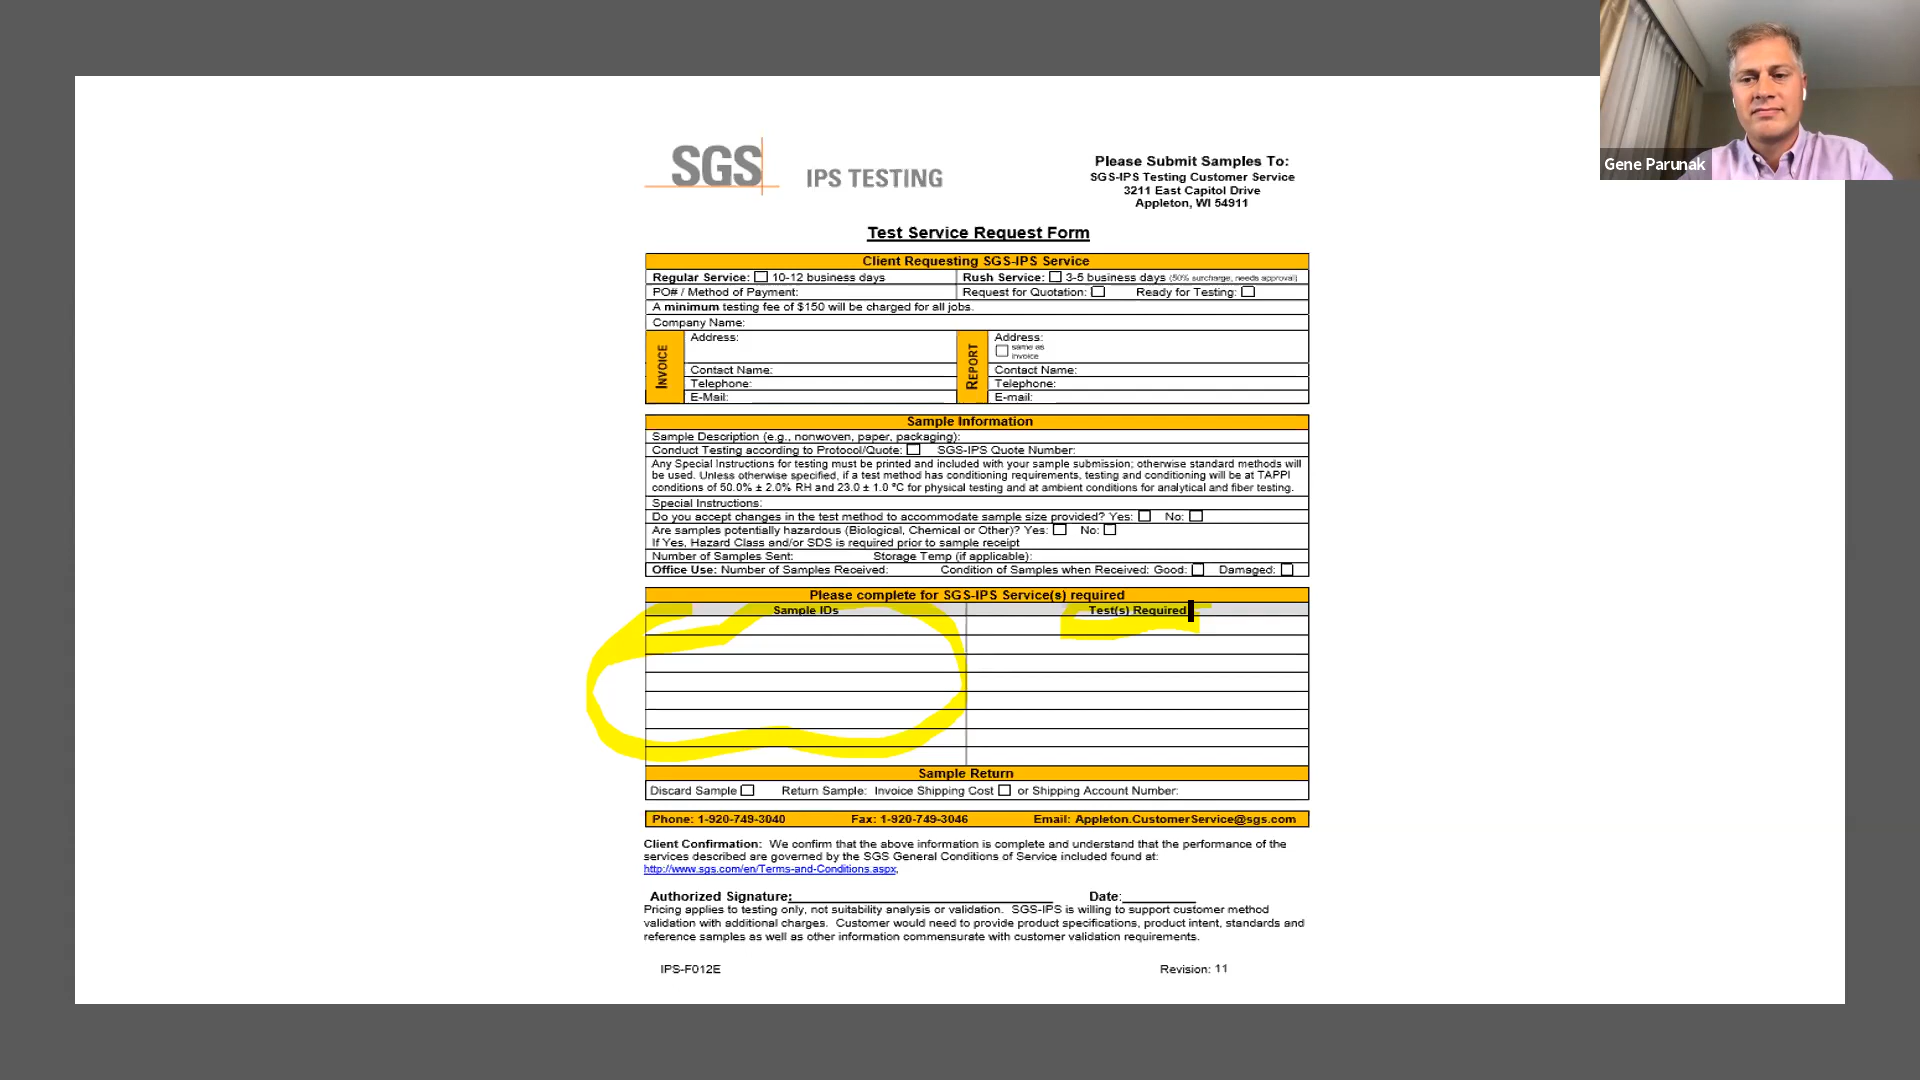 Gene Parunak
SGS
IPS TESTING
Please Submit Samples To:
SGS-IPS Testing Customer Service
3211 East Capitol Drive
Appleton, WI 54911
Test Service Request Form
Client Requesting SGS-IPS Service
Regular Service: 10-12 business days
Rush Service: 3-5 business days (50% surcharge, needs approval)
PO# / Method of Payment:
Request for Quotation: Ready for Testing:
A minimum testing fee of $150 will be charged for all jobs.
Company Name:
INVOICE
Address:
Contact Name:
Telephone:
E-Mail:
REPORT
Address:
same as
invoice
Contact Name:
Telephone:
E-mail:
Sample Information
Sample Description (e.g., nonwoven, paper, packaging):
Conduct Testing according to Protocol/Quote: SGS-IPS Quote Number:
Any Special Instructions for testing must be printed and included with your sample submission; otherwise standard methods will
be used. Unless otherwise specified, if a test method has conditioning requirements, testing and conditioning will be at TAPPI
conditions of 50.0% ± 2.0% RH and 23.0 ± 1.0 ºC for physical testing and at ambient conditions for analytical and fiber testing.
Special Instructions:
Do you accept changes in the test method to accommodate sample size provided? Yes: No:
Are samples potentially hazardous (Biological, Chemical or Other)? Yes: No:
If Yes, Hazard Class and/or SDS is required prior to sample receipt
Number of Samples Sent: Storage Temp (if applicable):
Office Use: Number of Samples Received: Condition of Samples when Received: Good: Damaged:
Please complete for SGS-IPS Service(s) required
Sample IDs Test(s) Required
Sample Return
Discard Sample Return Sample: Invoice Shipping Cost or Shipping Account Number:
Phone: 1-920-749-3040 Fax: 1-920-749-3046 Email: Appleton.CustomerService@sgs.com
Client Confirmation: We confirm that the above information is complete and understand that the performance of the
services described are governed by the SGS General Conditions of Service included found at:
http://www.sgs.com/en/Terms-and-Conditions.aspx,
Authorized Signature: Date:
Pricing applies to testing only, not suitability analysis or validation. SGS-IPS is willing to support customer method
validation with additional charges. Customer would need to provide product specifications, product intent, standards and
reference samples as well as other information commensurate with customer validation requirements.
IPS-F012E Revision: 11